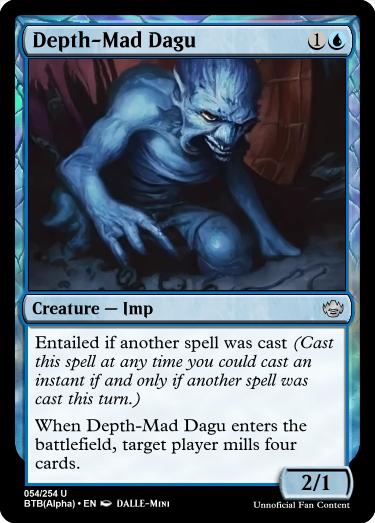 Depth-Mad Dagu 1
Creature — Imp
Entailed if another spell was cast (Cast
this spell at any time you could cast an
instant if and only if another spell was
cast this turn.)
When Depth-Mad Dagu enters the
battlefield, target player mills four
cards.
2/1
054/254 U
BTB(Alpha) • EN DALLE-Mini
Unnoficial Fan Content